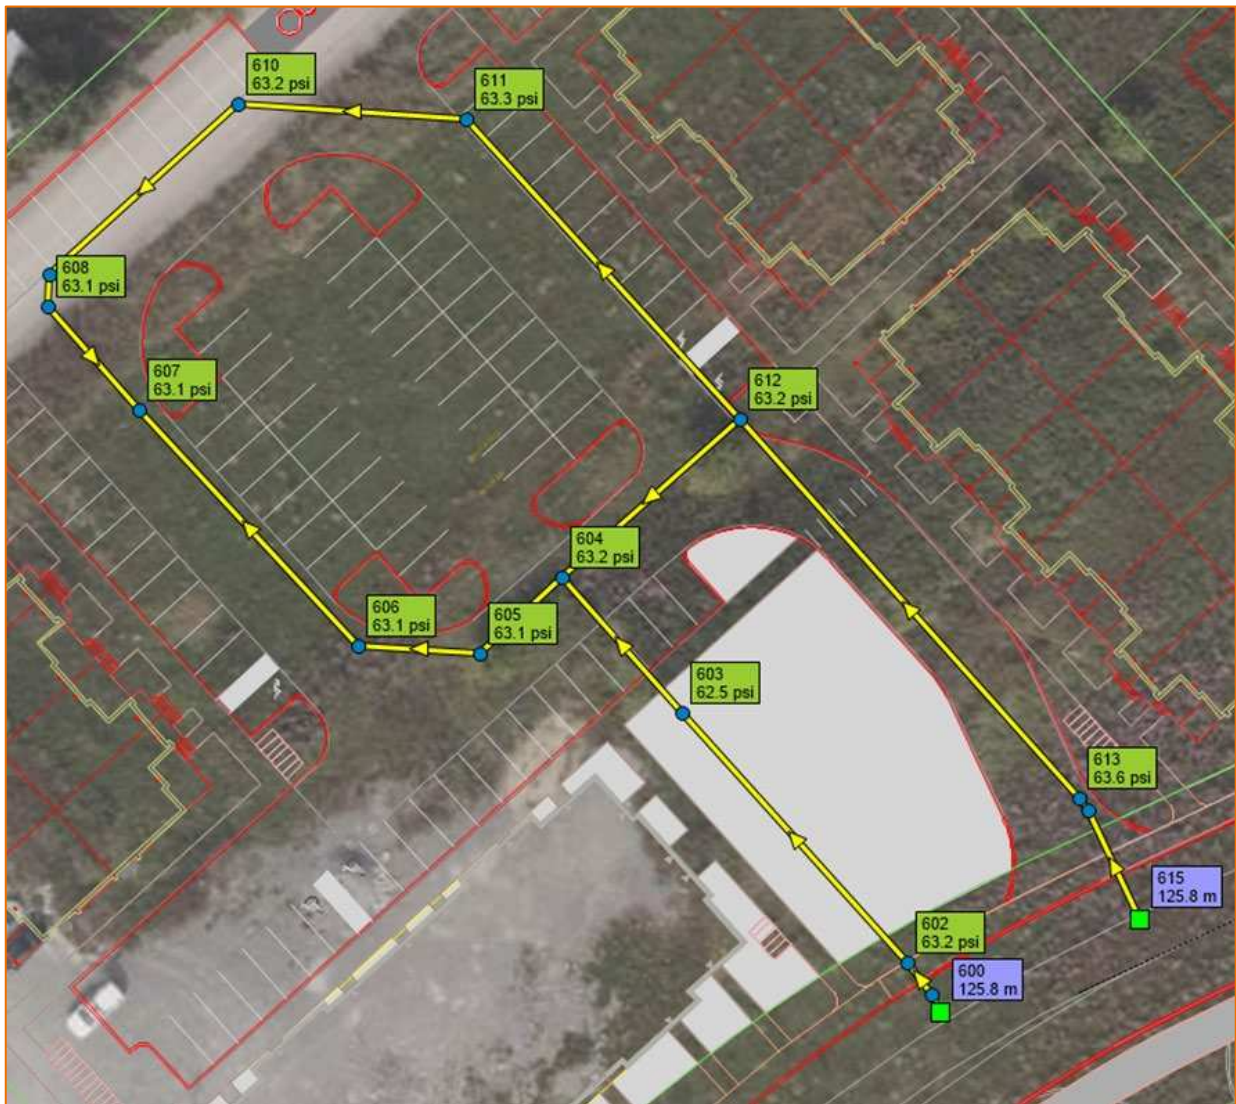 610
63.2 psi
611
63.3 psi
608
63.1 psi
607
63.1 psi
612
63.2 psi
604
63.2 psi
606
63.1 psi
605
63.1 psi
603
62.5 psi
613
63.6 psi
615
125.8 m
602
63.2 psi
600
125.8 m